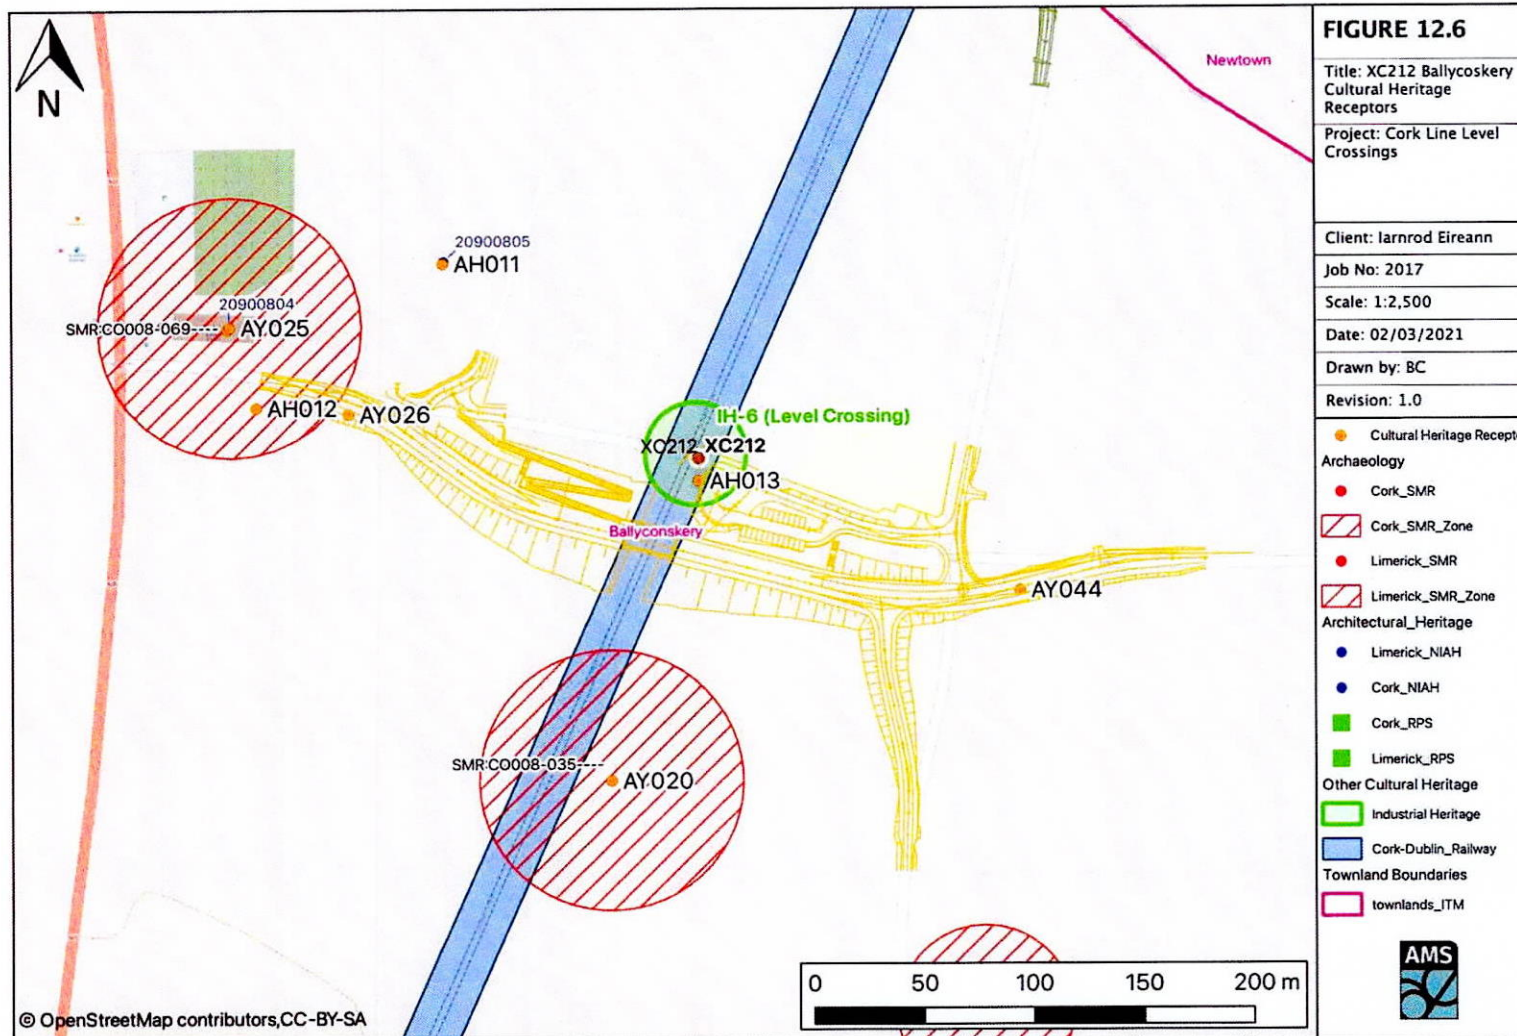 N
Newtown
20900805
AH011
20900804
SMR:CO008-069----
AY025
AH012
AY026
IH-6 (Level Crossing)
XC212
XC212
AH013
Ballyconskery
AY044
SMR:CO008-035----
AY020
0 50 100 150 200 m
© OpenStreetMap contributors,CC-BY-SA
FIGURE 12.6
Title: XC212 Ballycoskery
Cultural Heritage
Receptors
Project: Cork Line Level
Crossings
Client: Iarnrod Eireann
Job No: 2017
Scale: 1:2,500
Date: 02/03/2021
Drawn by: BC
Revision: 1.0
Cultural Heritage Recepto
Archaeology
Cork_SMR
Cork_SMR_Zone
Limerick_SMR
Limerick_SMR_Zone
Architectural_Heritage
Limerick_NIAH
Cork_NIAH
Cork_RPS
Limerick_RPS
Other Cultural Heritage
Industrial Heritage
Cork-Dublin_Railway
Townland Boundaries
townlands_ITM
AMS